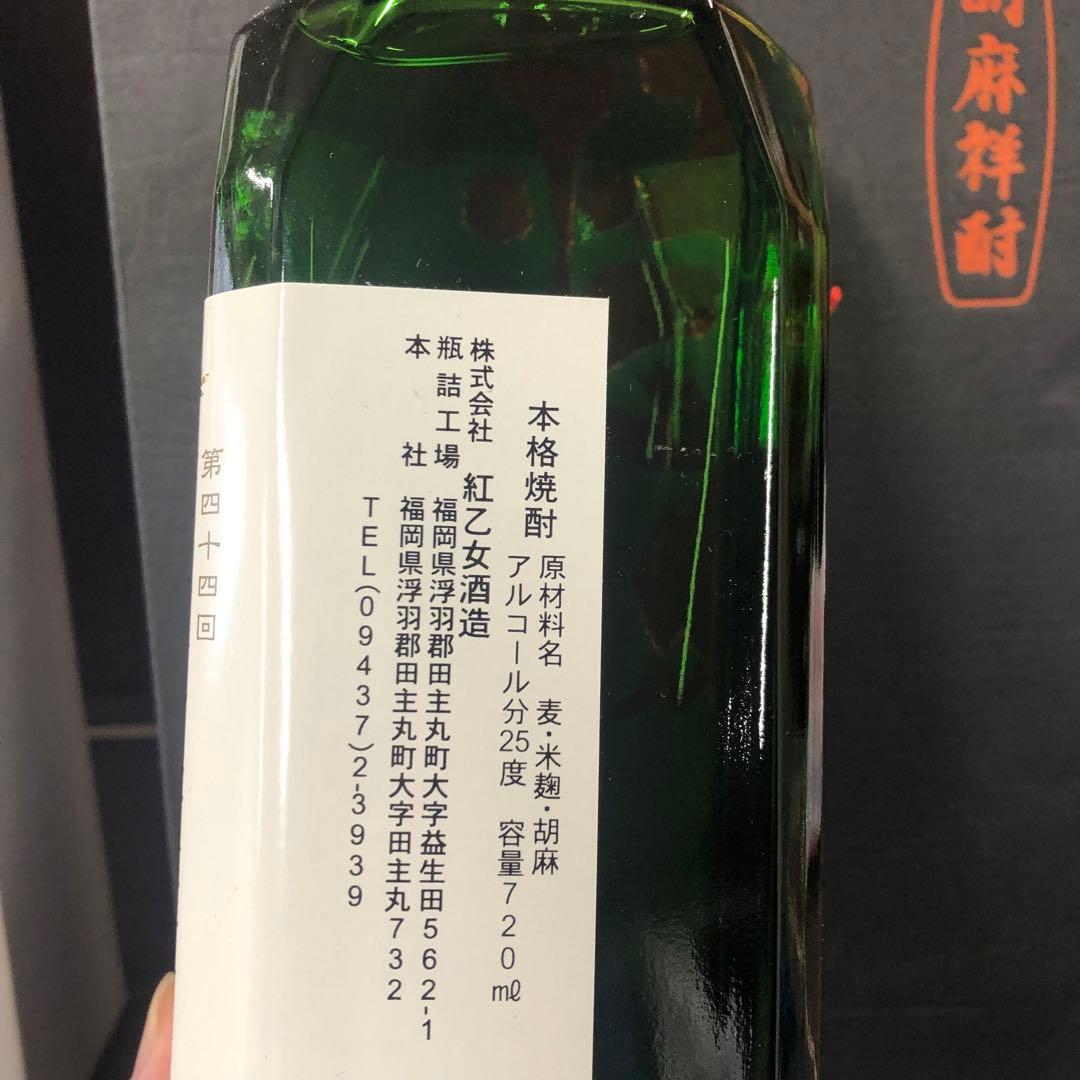 麻祥酎
本格焼酎
原材料名　麦・米麹・胡麻
アルコール分25度　容量720㎖
株式会社　紅乙女酒造
瓶詰工場　福岡県浮羽郡田主丸町大字益生田562-1
本　社　福岡県浮羽郡田主丸町大字田主丸732
TEL(09437)2-3939
第四十四回